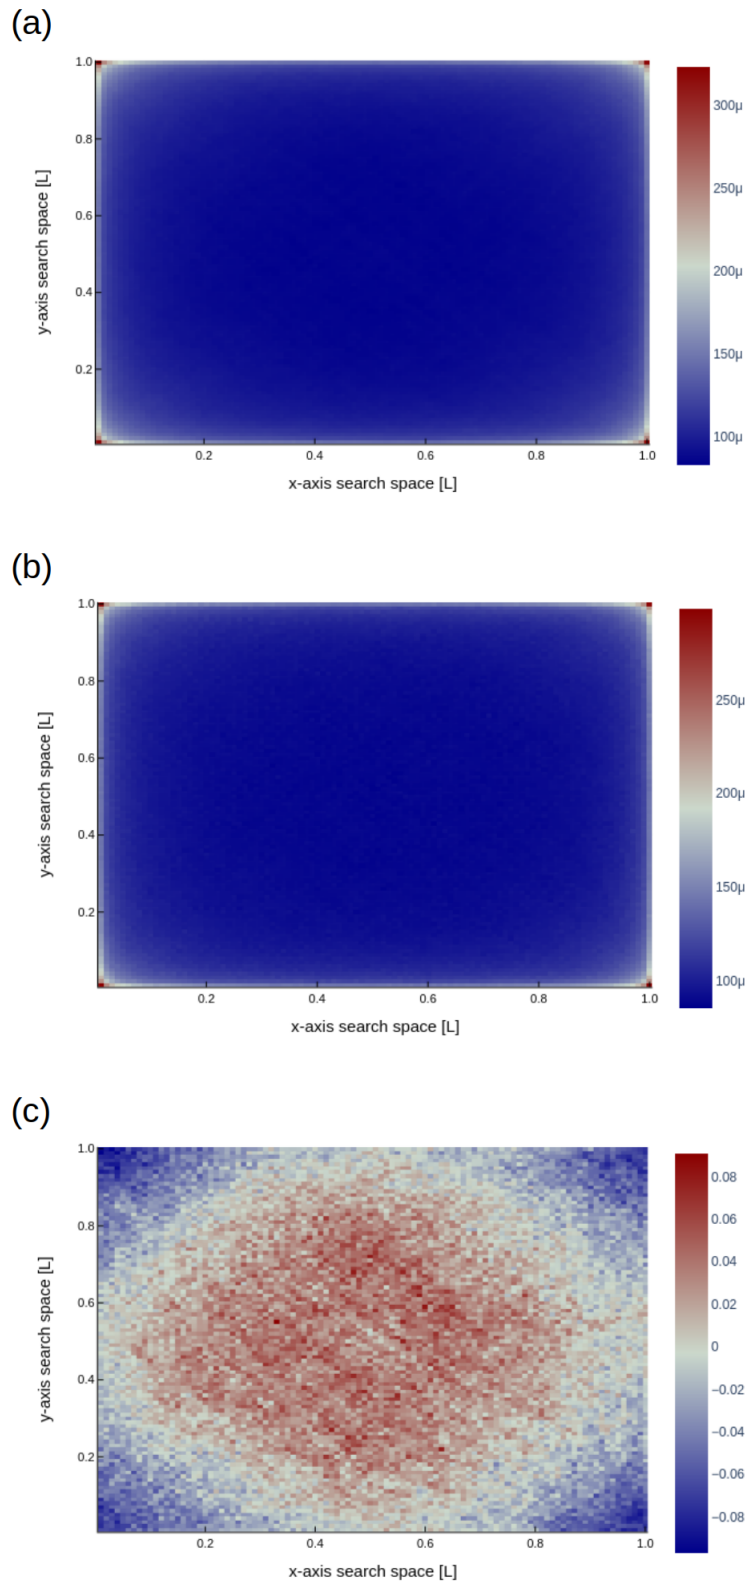 (a)
1.0
0.8
0.6
0.4
0.2
y-axis search space [L]
0.2 0.4 0.6 0.8 1.0
x-axis search space [L]
300μ
250μ
200μ
150μ
100μ
(b)
1.0
0.8
0.6
0.4
0.2
y-axis search space [L]
0.2 0.4 0.6 0.8 1.0
x-axis search space [L]
250μ
200μ
150μ
100μ
(c)
1.0
0.8
0.6
0.4
0.2
y-axis search space [L]
0.2 0.4 0.6 0.8 1.0
x-axis search space [L]
0.08
0.06
0.04
0.02
0
−0.02
−0.04
−0.06
−0.08